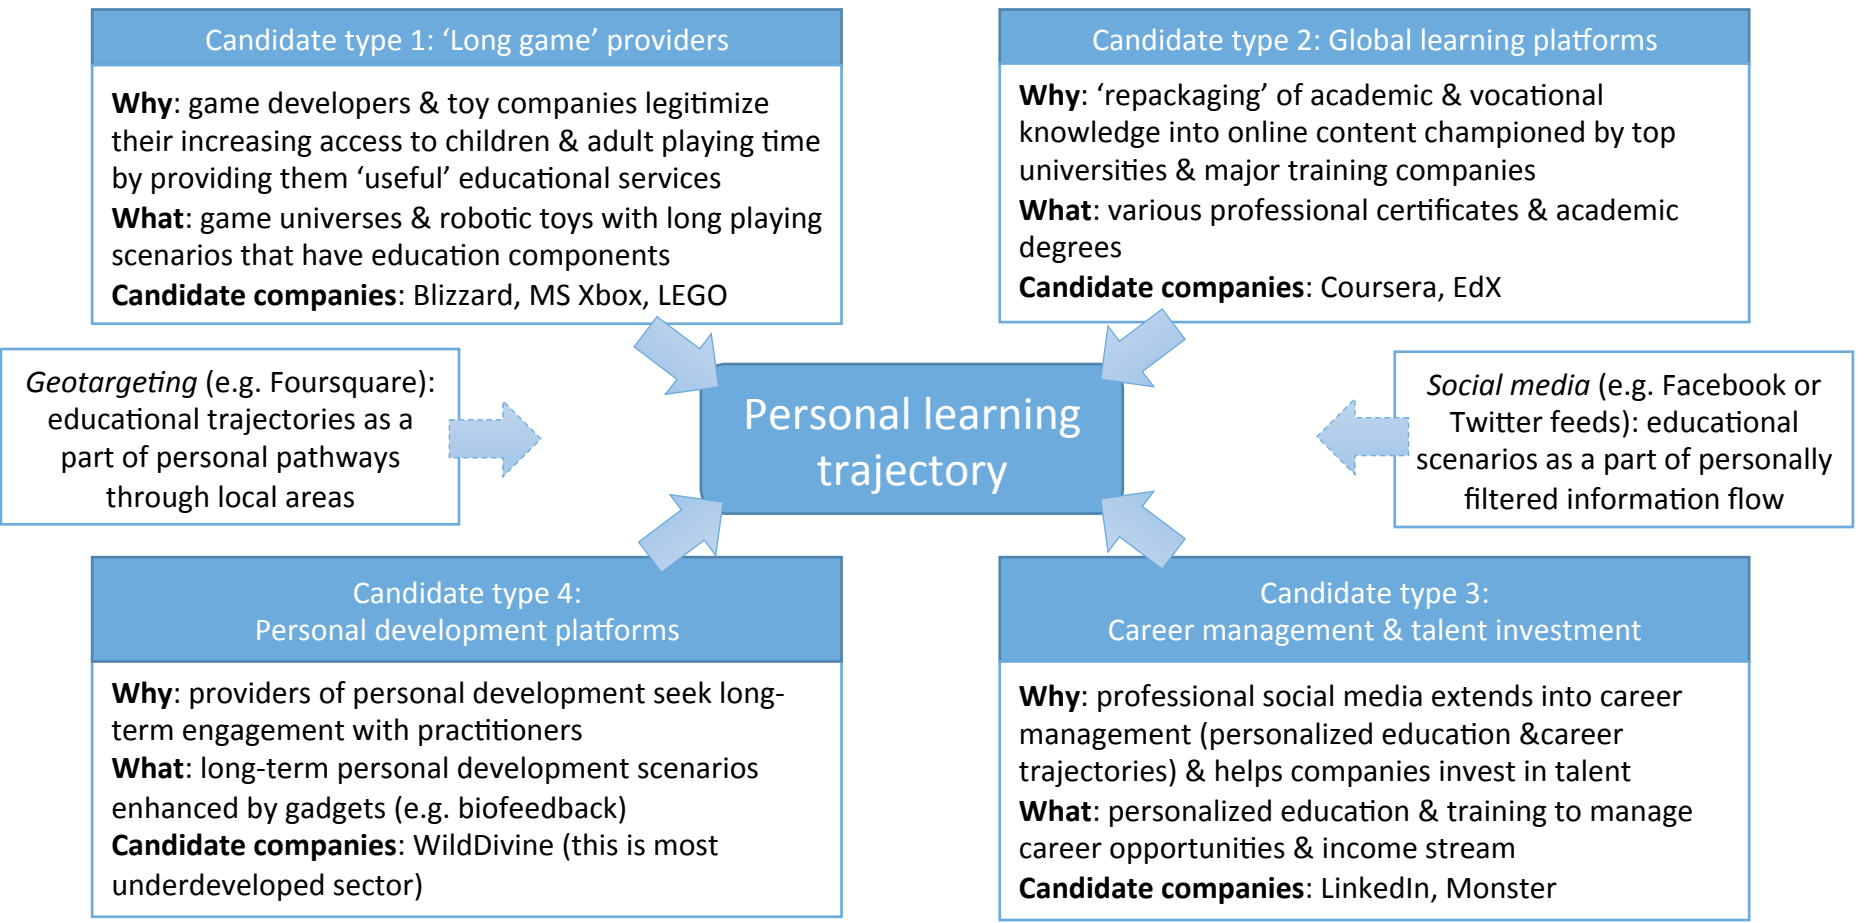 Candidate type 1: ‘Long game’ providers
Why: game developers & toy companies legitimize
their increasing access to children & adult playing time
by providing them ‘useful’ educational services
What: game universes & robotic toys with long playing
scenarios that have education components
Candidate companies: Blizzard, MS Xbox, LEGO
Candidate type 2: Global learning platforms
Why: ‘repackaging’ of academic & vocational
knowledge into online content championed by top
universities & major training companies
What: various professional certificates & academic
degrees
Candidate companies: Coursera, EdX
Geotargeting (e.g. Foursquare):
educational trajectories as a
part of personal pathways
through local areas
Personal learning
trajectory
Social media (e.g. Facebook or
Twitter feeds): educational
scenarios as a part of personally
filtered information flow
Candidate type 4:
Personal development platforms
Why: providers of personal development seek long-
term engagement with practitioners
What: long-term personal development scenarios
enhanced by gadgets (e.g. biofeedback)
Candidate companies: WildDivine (this is most
underdeveloped sector)
Candidate type 3:
Career management & talent investment
Why: professional social media extends into career
management (personalized education &career
trajectories) & helps companies invest in talent
What: personalized education & training to manage
career opportunities & income stream
Candidate companies: LinkedIn, Monster